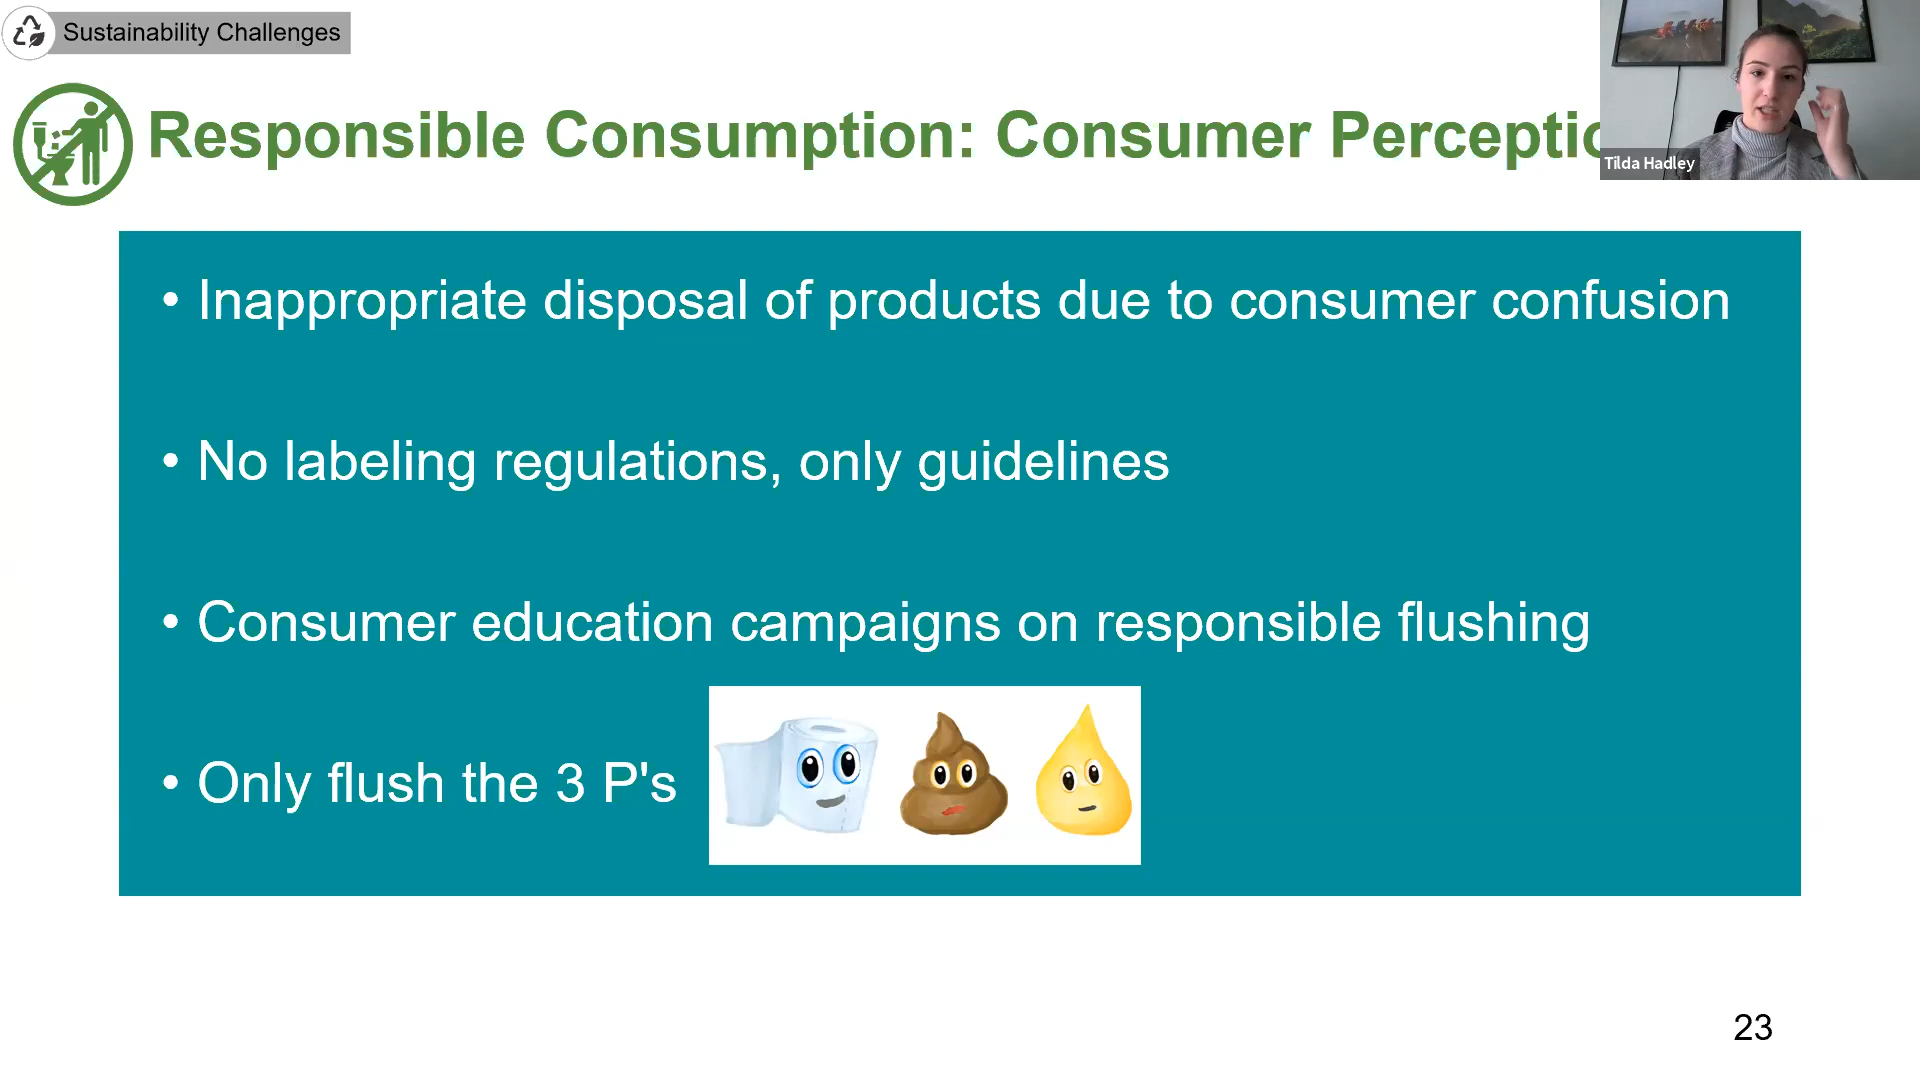 Sustainability Challenges
Responsible Consumption: Consumer Perceptio
Tilda Hadley
• Inappropriate disposal of products due to consumer confusion
• No labeling regulations, only guidelines
• Consumer education campaigns on responsible flushing
• Only flush the 3 P's
23